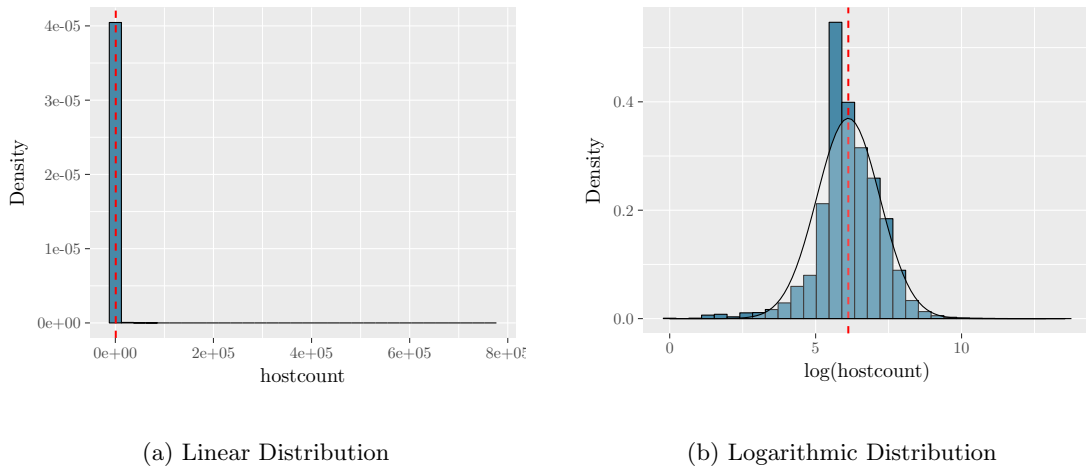 4e-05
3e-05
2e-05
1e-05
0e+00
Density
0e+00 2e+05 4e+05 6e+05 8e+05
hostcount
(a) Linear Distribution
0.4
0.2
0.0
Density
0 5 10
log(hostcount)
(b) Logarithmic Distribution